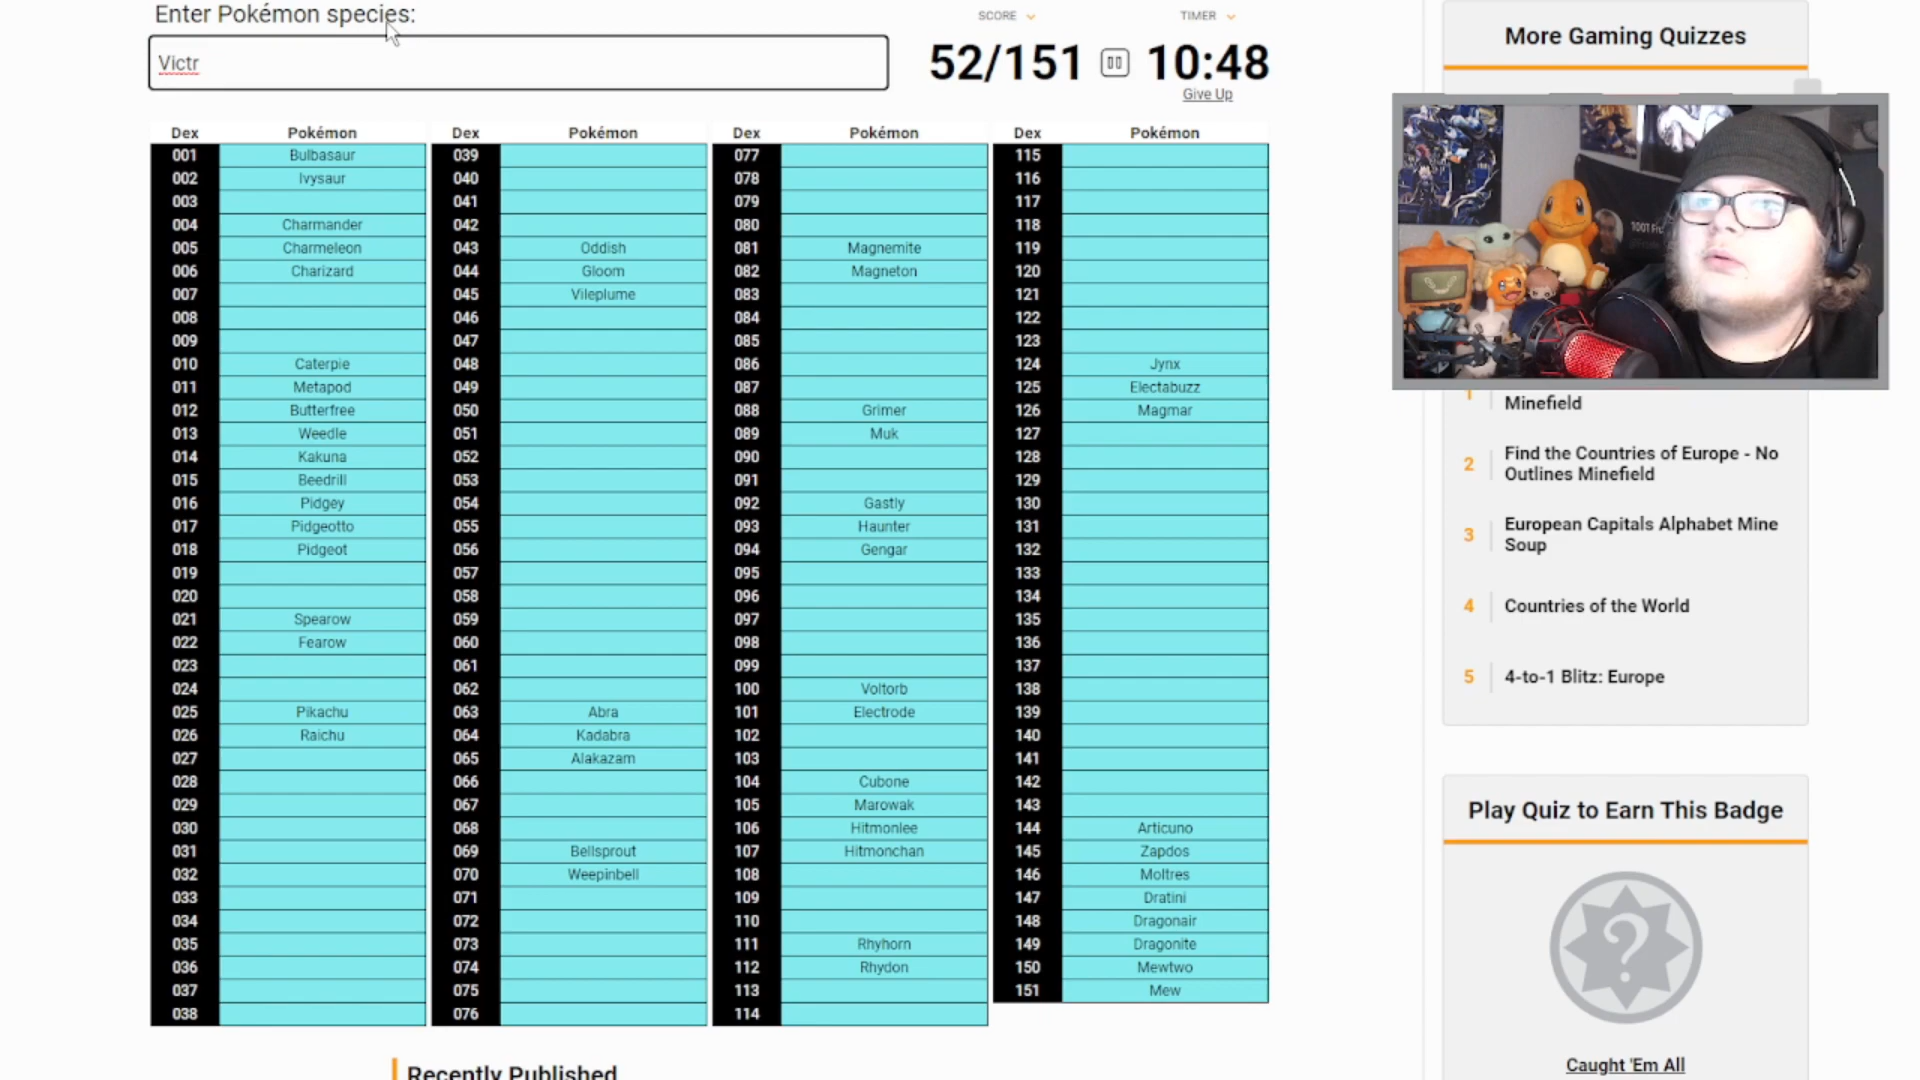 Enter Pokémon species:
Victr
SCORE
TIMER
52/151
10:48
Give Up
Dex Pokémon Dex Pokémon Dex Pokémon Dex Pokémon
001 Bulbasaur 039 077 115
002 Ivysaur 040 078 116
003 041 079 117
004 Charmander 042 080 118
005 Charmeleon 043 Oddish 081 Magnemite 119
006 Charizard 044 Gloom 082 Magneton 120
007 045 Vileplume 083 121
008 046 084 122
009 047 085 123
010 Caterpie 048 086 124 Jynx
011 Metapod 049 087 125 Electabuzz
012 Butterfree 050 088 Grimer 126 Magmar
013 Weedle 051 089 Muk 127
014 Kakuna 052 090 128
015 Beedrill 053 091 129
016 Pidgey 054 092 Gastly 130
017 Pidgeotto 055 093 Haunter 131
018 Pidgeot 056 094 Gengar 132
019 057 095 133
020 058 096 134
021 Spearow 059 097 135
022 Fearow 060 098 136
023 061 099 137
024 062 100 Voltorb 138
025 Pikachu 063 Abra 101 Electrode 139
026 Raichu 064 Kadabra 102 140
027 065 Alakazam 103 141
028 066 104 Cubone 142
029 067 105 Marowak 143
030 068 106 Hitmonlee 144 Articuno
031 069 Bellsprout 107 Hitmonchan 145 Zapdos
032 070 Weepinbell 108 146 Moltres
033 071 109 147 Dratini
034 072 110 148 Dragonair
035 073 111 Rhyhorn 149 Dragonite
036 074 112 Rhydon 150 Mewtwo
037 075 113 151 Mew
038 076 114
Recently Published
More Gaming Quizzes
1 Minefield
2 Find the Countries of Europe - No
Outlines Minefield
3 European Capitals Alphabet Mine
Soup
4 Countries of the World
5 4-to-1 Blitz: Europe
Play Quiz to Earn This Badge
?
Caught 'Em All